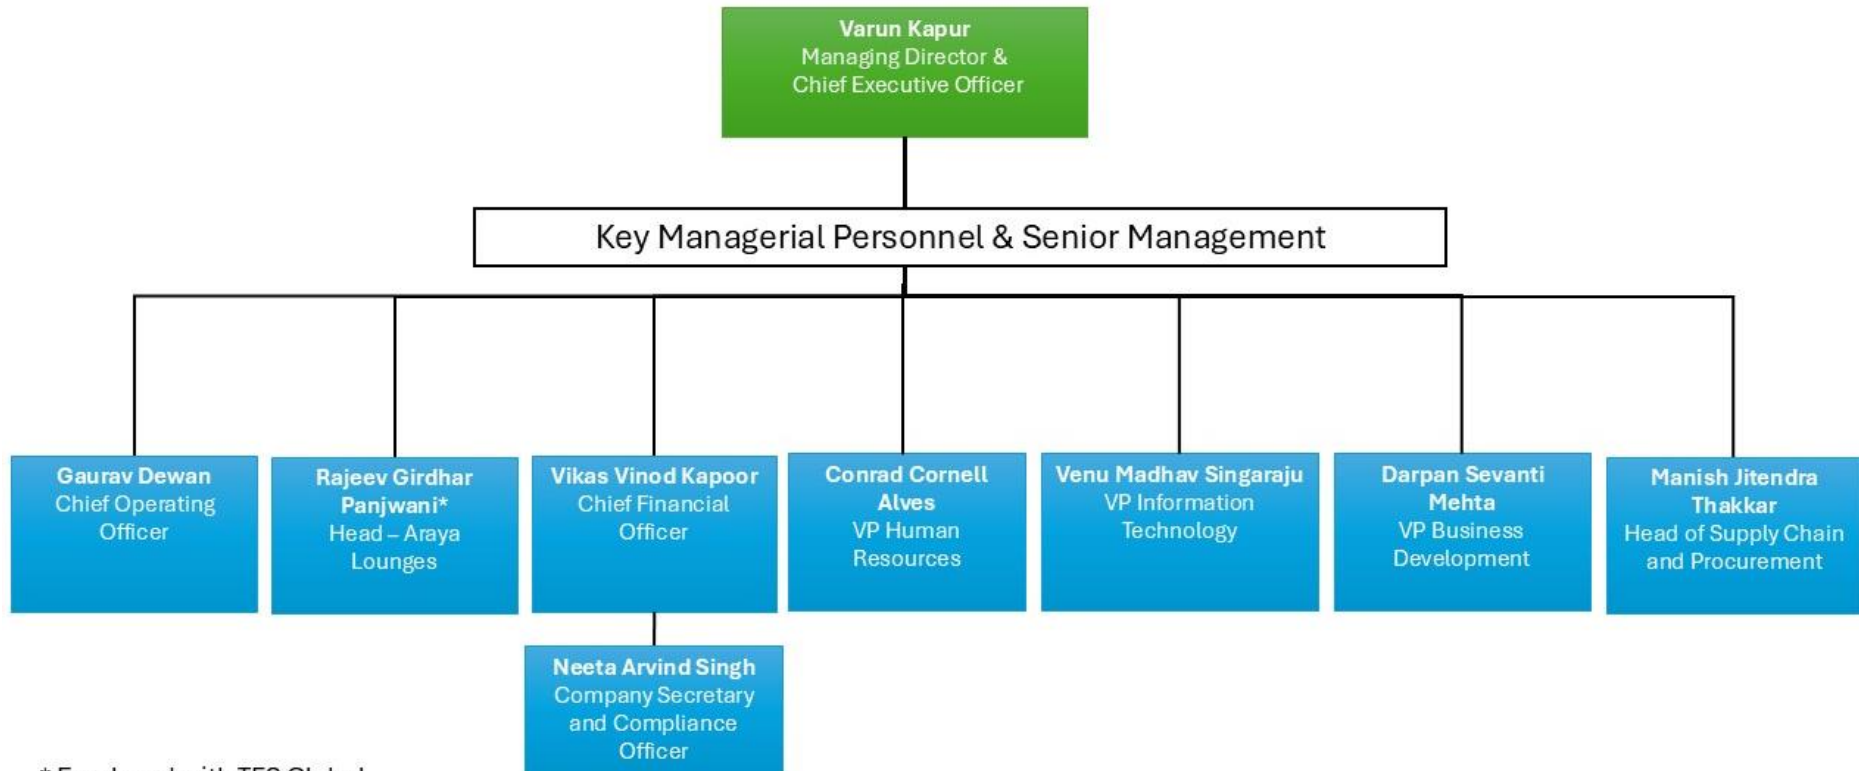 Varun Kapur
Managing Director &
Chief Executive Officer
Key Managerial Personnel & Senior Management
Gaurav Dewan
Chief Operating
Officer
Rajeev Girdhar
Panjwani*
Head – Araya
Lounges
Vikas Vinod Kapoor
Chief Financial
Officer
Conrad Cornell
Alves
VP Human
Resources
Venu Madhav Singaraju
VP Information
Technology
Darpan Sevanti
Mehta
VP Business
Development
Manish Jitendra
Thakkar
Head of Supply Chain
and Procurement
Neeta Arvind Singh
Company Secretary
and Compliance
Officer